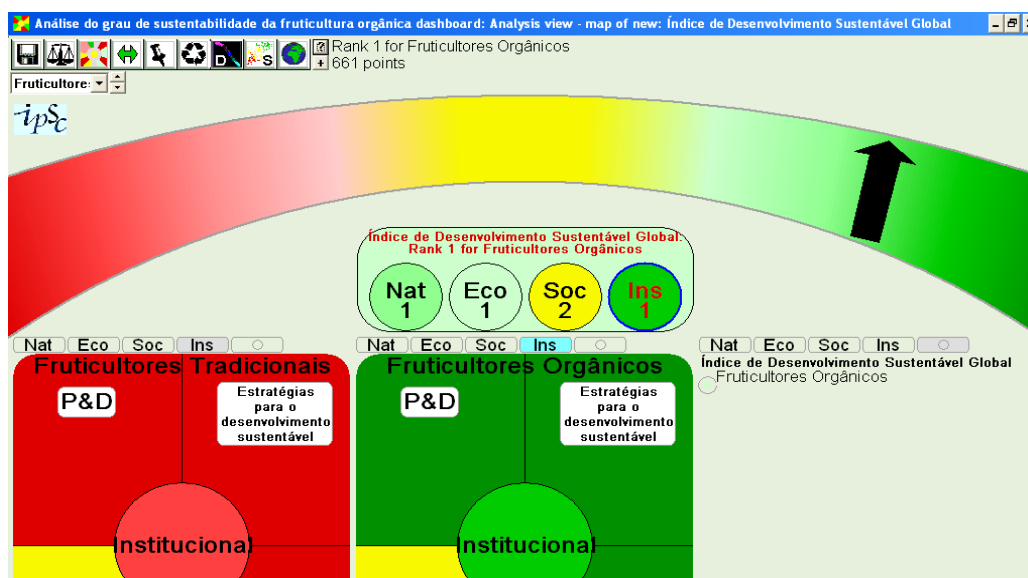 Análise do grau de sustentabilidade da fruticultura orgânica dashboard: Analysis view - map of new: Índice de Desenvolvimento Sustentável Global
D
A-S
?
+
Rank 1 for Fruticultores Orgânicos
661 points
Fruticultore
ipSc
Índice de Desenvolvimento Sustentável Global:
Rank 1 for Fruticultores Orgânicos
Nat
1
Eco
1
Soc
2
Ins
1
Nat Eco Soc Ins
Fruticultores Tradicionais
P&D
Estratégias
para o
desenvolvimento
sustentável
Instituciona
Nat Eco Soc Ins
Fruticultores Orgânicos
P&D
Estratégias
para o
desenvolvimento
sustentável
Instituciona
Nat Eco Soc Ins
Índice de Desenvolvimento Sustentável Global
Fruticultores Orgânicos